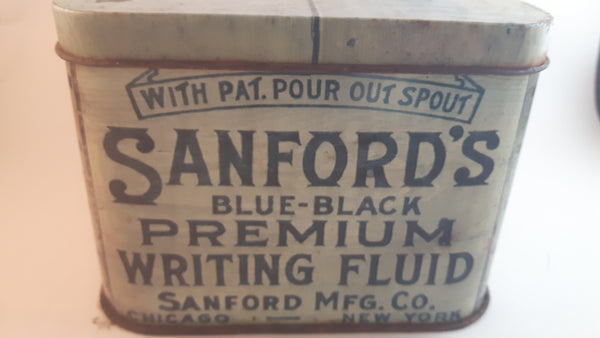 WITH PAT. POUR OUT SPOUT
SANFORD'S
BLUE-BLACK
PREMIUM
WRITING FLUID
SANFORD MFG. CO.
CHICAGO — NEW YORK